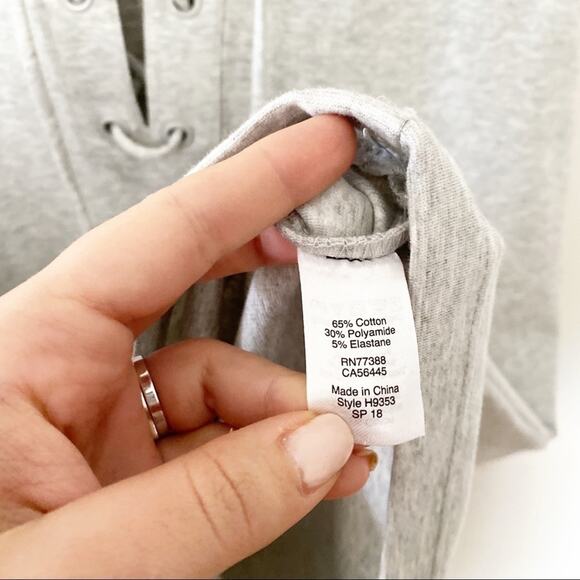 65% Cotton
30% Polyamide
5% Elastane
RN77388
CA56445
Made in China
Style H9353
SP 18